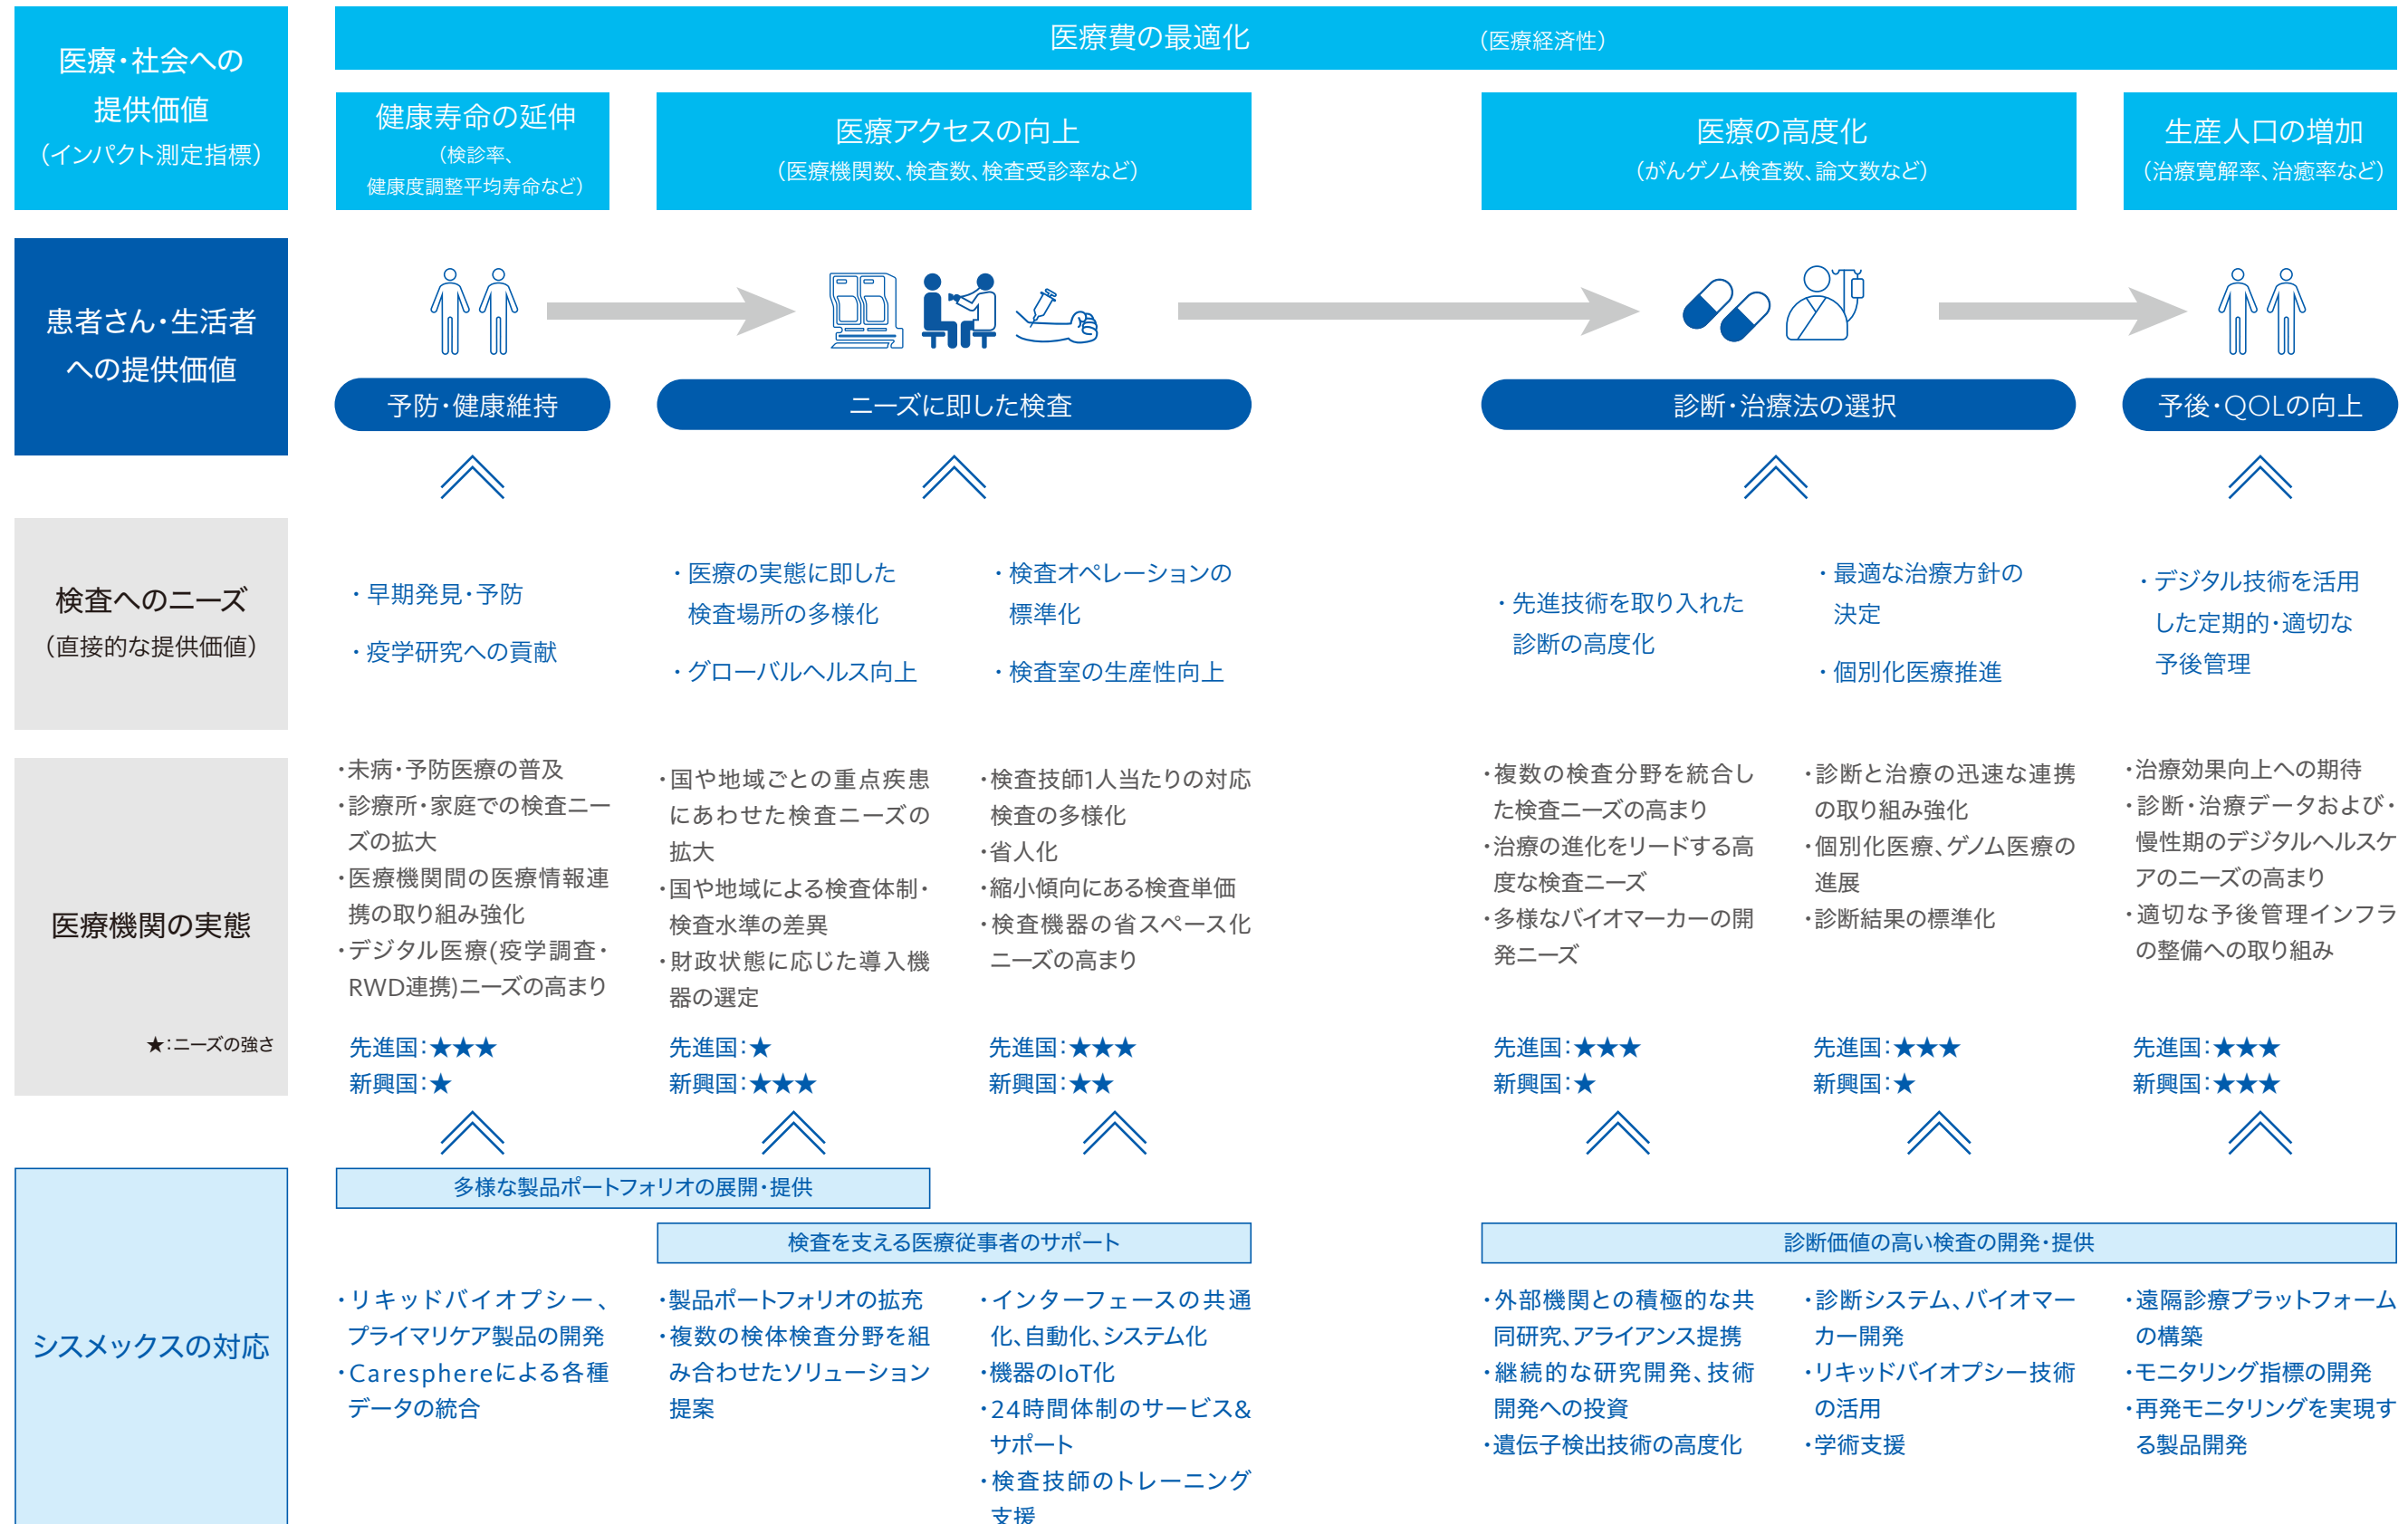 医療・社会への
提供価値
（インパクト測定指標）
医療費の最適化
（医療経済性）
健康寿命の延伸
（検診率、
健康度調整平均寿命など）
医療アクセスの向上
（医療機関数、検査数、検査受診率など）
医療の高度化
（がんゲノム検査数、論文数など）
生産人口の増加
（治療寛解率、治癒率など）
患者さん・生活者
への提供価値
予防・健康維持
ニーズに即した検査
診断・治療法の選択
予後・QOLの向上
検査へのニーズ
（直接的な提供価値）
・早期発見・予防
・疫学研究への貢献
・医療の実態に即した
検査場所の多様化
・グローバルヘルス向上
・検査オペレーションの
標準化
・検査室の生産性向上
・先進技術を取り入れた
診断の高度化
・最適な治療方針の
決定
・個別化医療推進
・デジタル技術を活用
した定期的・適切な
予後管理
医療機関の実態
★：ニーズの強さ
・未病・予防医療の普及
・診療所・家庭での検査ニー
ズの拡大
・医療機関間の医療情報連
携の取り組み強化
・デジタル医療(疫学調査・
RWD連携)ニーズの高まり
先進国：★★★
新興国：★
・国や地域ごとの重点疾患
にあわせた検査ニーズの
拡大
・国や地域による検査体制・
検査水準の差異
・財政状態に応じた導入機
器の選定
先進国：★
新興国：★★★
・検査技師1人当たりの対応
検査の多様化
・省人化
・縮小傾向にある検査単価
・検査機器の省スペース化
ニーズの高まり
先進国：★★★
新興国：★★
・複数の検査分野を統合し
た検査ニーズの高まり
・治療の進化をリードする高
度な検査ニーズ
・多様なバイオマーカーの開
発ニーズ
先進国：★★★
新興国：★
・診断と治療の迅速な連携
の取り組み強化
・個別化医療、ゲノム医療の
進展
・診断結果の標準化
先進国：★★★
新興国：★
・治療効果向上への期待
・診断・治療データおよび・
慢性期のデジタルヘルスケ
アのニーズの高まり
・適切な予後管理インフラ
の整備への取り組み
先進国：★★★
新興国：★★★
シスメックスの対応
多様な製品ポートフォリオの展開・提供
検査を支える医療従事者のサポート
診断価値の高い検査の開発・提供
・リキッドバイオプシー、
プライマリケア製品の開発
・Caresphereによる各種
データの統合
・製品ポートフォリオの拡充
・複数の検体検査分野を組
み合わせたソリューション
提案
・インターフェースの共通
化、自動化、システム化
・機器のIoT化
・24時間体制のサービス&
サポート
・検査技師のトレーニング
支援
・外部機関との積極的な共
同研究、アライアンス提携
・継続的な研究開発、技術
開発への投資
・遺伝子検出技術の高度化
・診断システム、バイオマー
カー開発
・リキッドバイオプシー技術
の活用
・学術支援
・遠隔診療プラットフォーム
の構築
・モニタリング指標の開発
・再発モニタリングを実現す
る製品開発